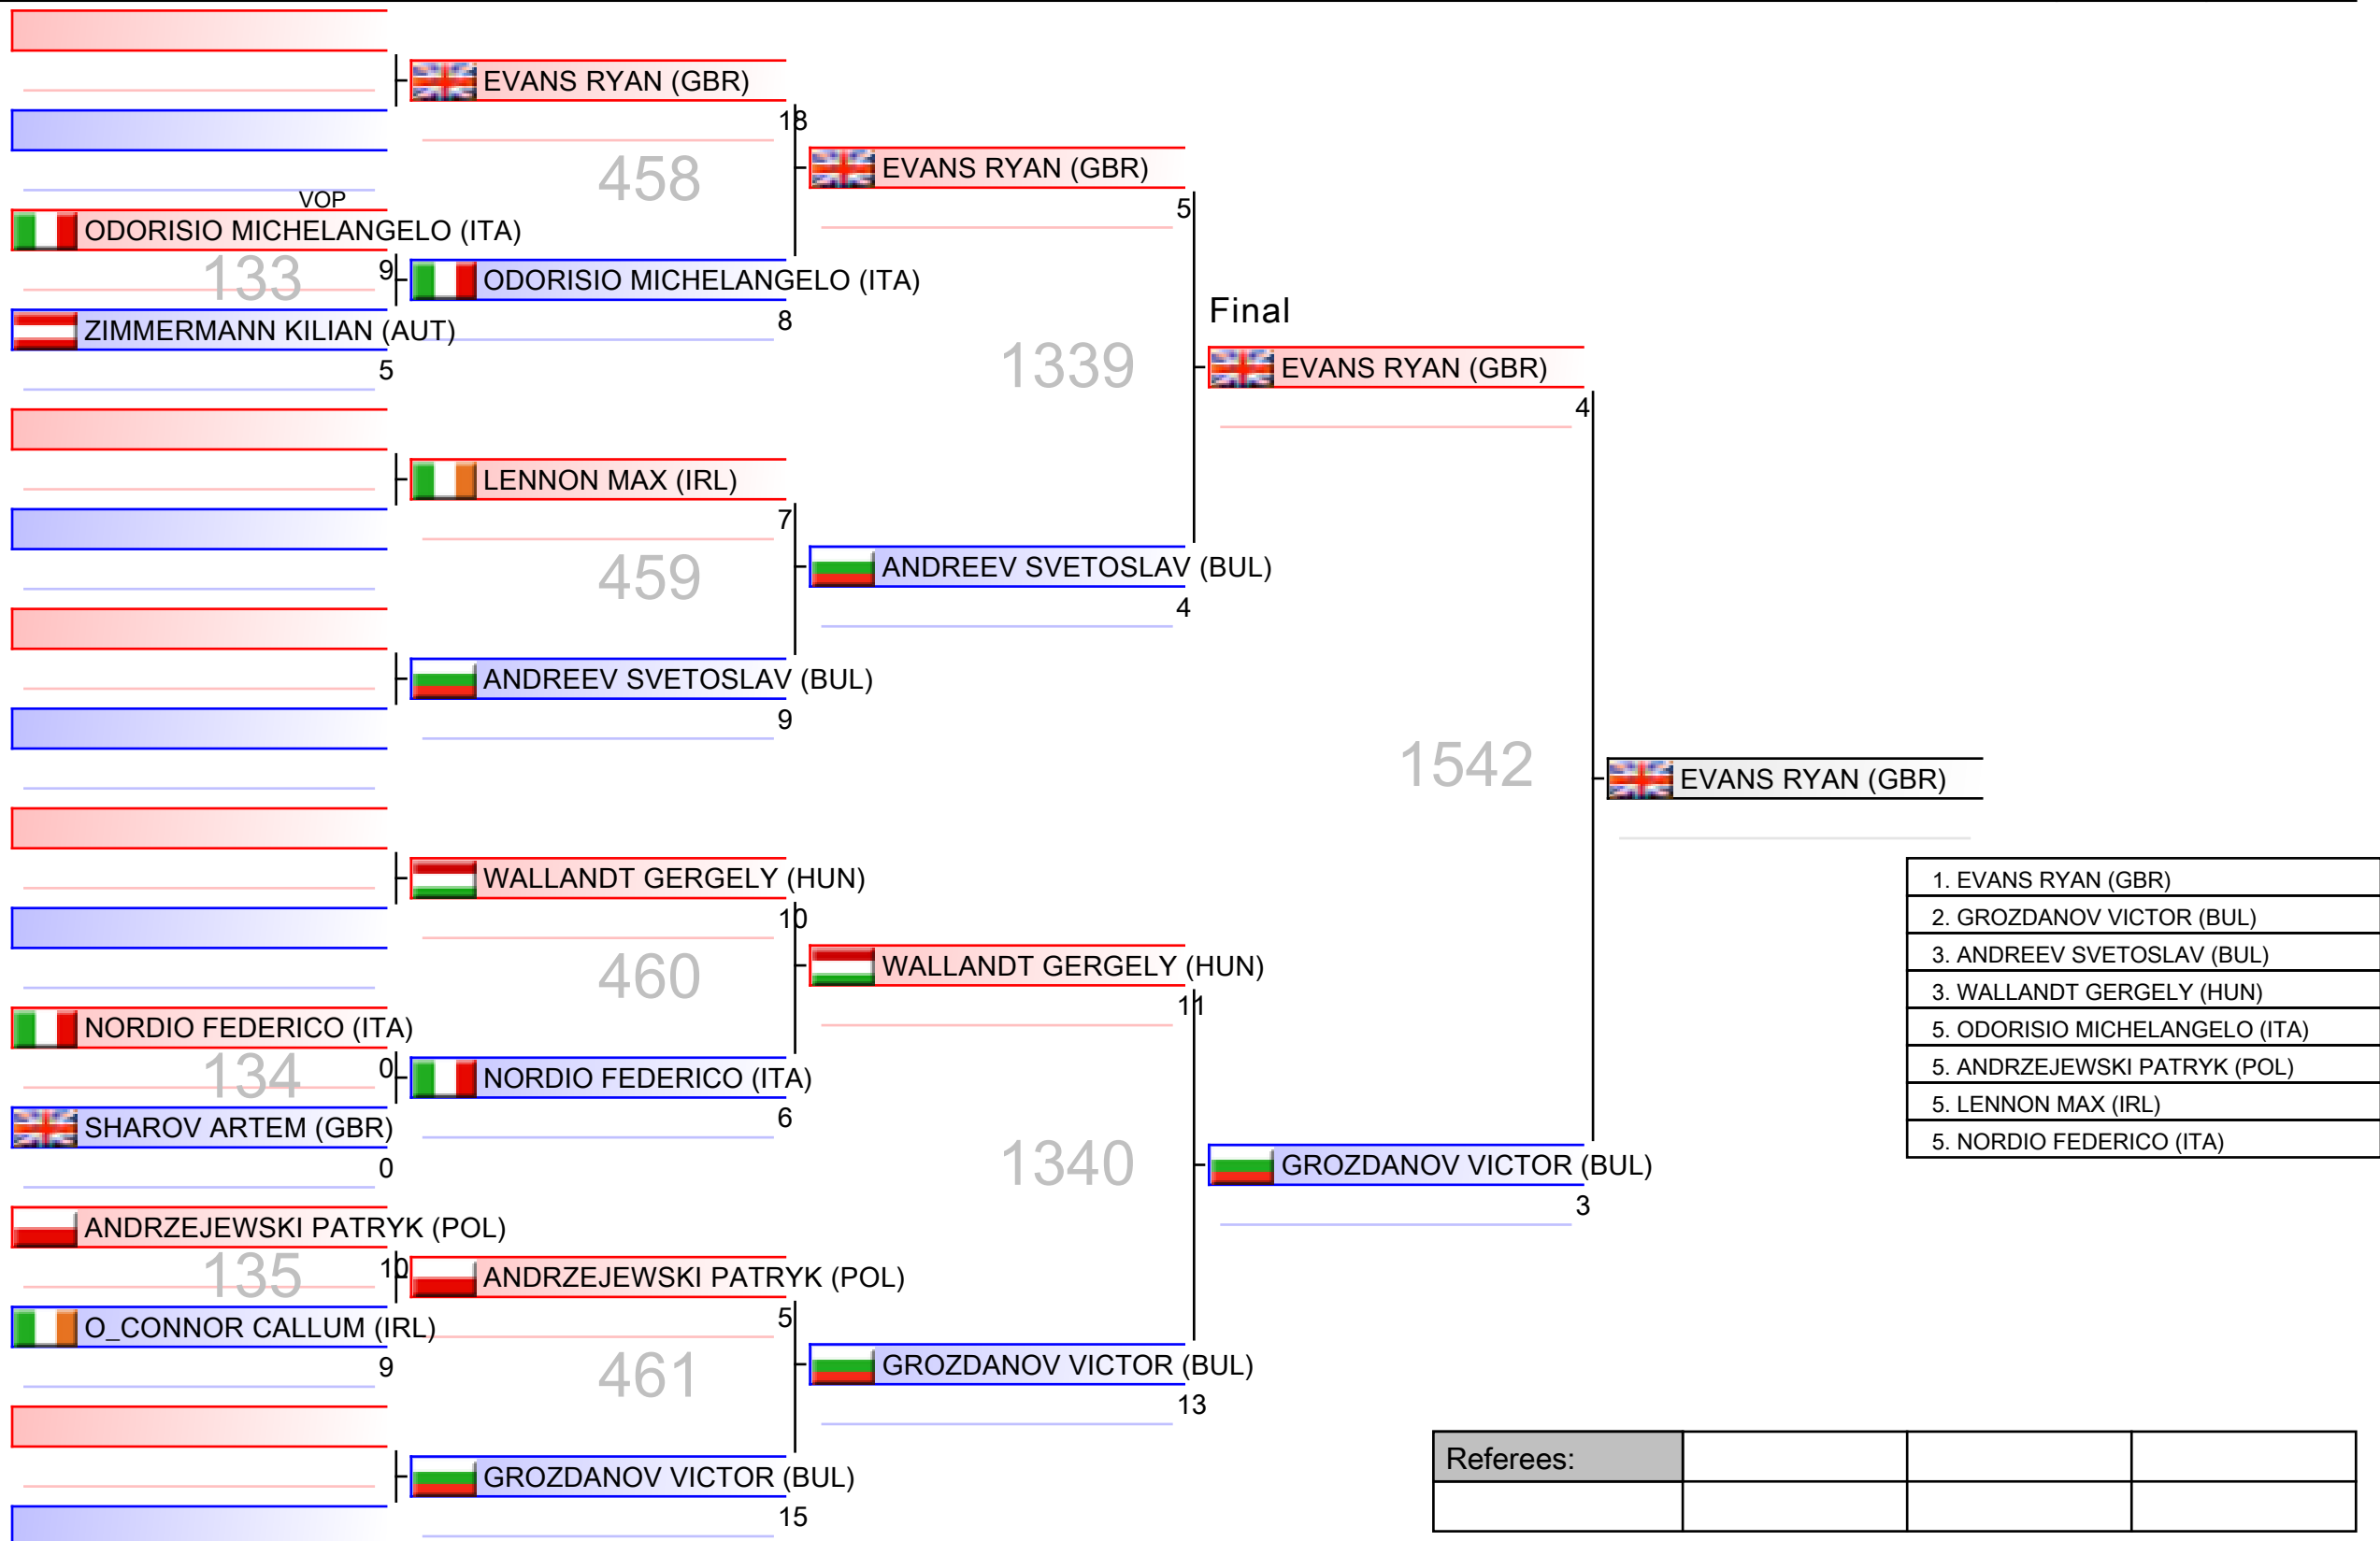 EVANS RYAN (GBR)
18
458
EVANS RYAN (GBR)
5
VOP
ODORISIO MICHELANGELO (ITA)
133
9
ODORISIO MICHELANGELO (ITA)
8
ZIMMERMANN KILIAN (AUT)
5
1339
Final
EVANS RYAN (GBR)
4
LENNON MAX (IRL)
7
459
ANDREEV SVETOSLAV (BUL)
4
ANDREEV SVETOSLAV (BUL)
9
1542
EVANS RYAN (GBR)
WALLANDT GERGELY (HUN)
10
460
WALLANDT GERGELY (HUN)
11
NORDIO FEDERICO (ITA)
134
0
NORDIO FEDERICO (ITA)
6
SHAROV ARTEM (GBR)
0
1340
GROZDANOV VICTOR (BUL)
3
ANDRZEJEWSKI PATRYK (POL)
135
10
ANDRZEJEWSKI PATRYK (POL)
5
O_CONNOR CALLUM (IRL)
9
461
GROZDANOV VICTOR (BUL)
13
GROZDANOV VICTOR (BUL)
15
1. EVANS RYAN (GBR)
2. GROZDANOV VICTOR (BUL)
3. ANDREEV SVETOSLAV (BUL)
3. WALLANDT GERGELY (HUN)
5. ODORISIO MICHELANGELO (ITA)
5. ANDRZEJEWSKI PATRYK (POL)
5. LENNON MAX (IRL)
5. NORDIO FEDERICO (ITA)
Referees: